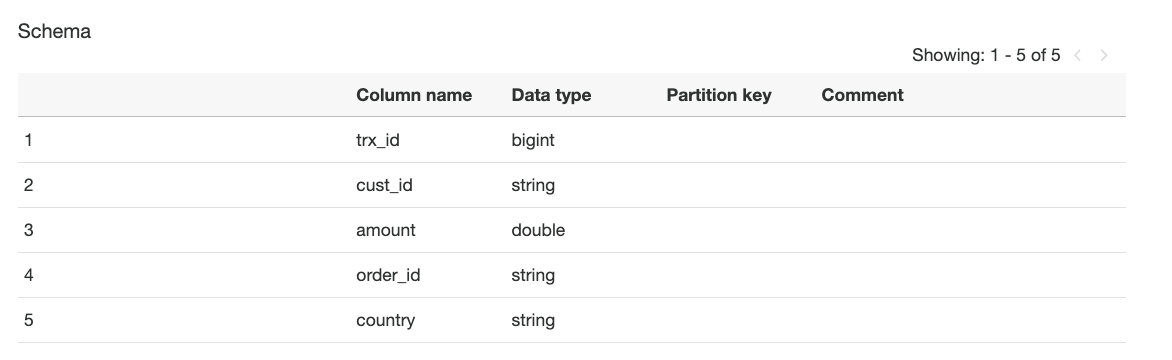 Schema
Showing: 1 - 5 of 5 < >
Column name Data type Partition key Comment
1 trx_id bigint
2 cust_id string
3 amount double
4 order_id string
5 country string